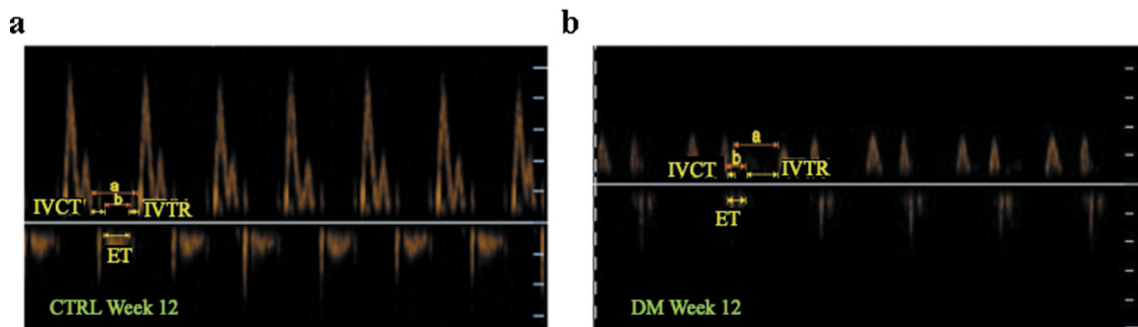 a
b
a
b
IVCT
IVTR
ET
CTRL Week 12
a
b
IVCT
IVTR
ET
DM Week 12